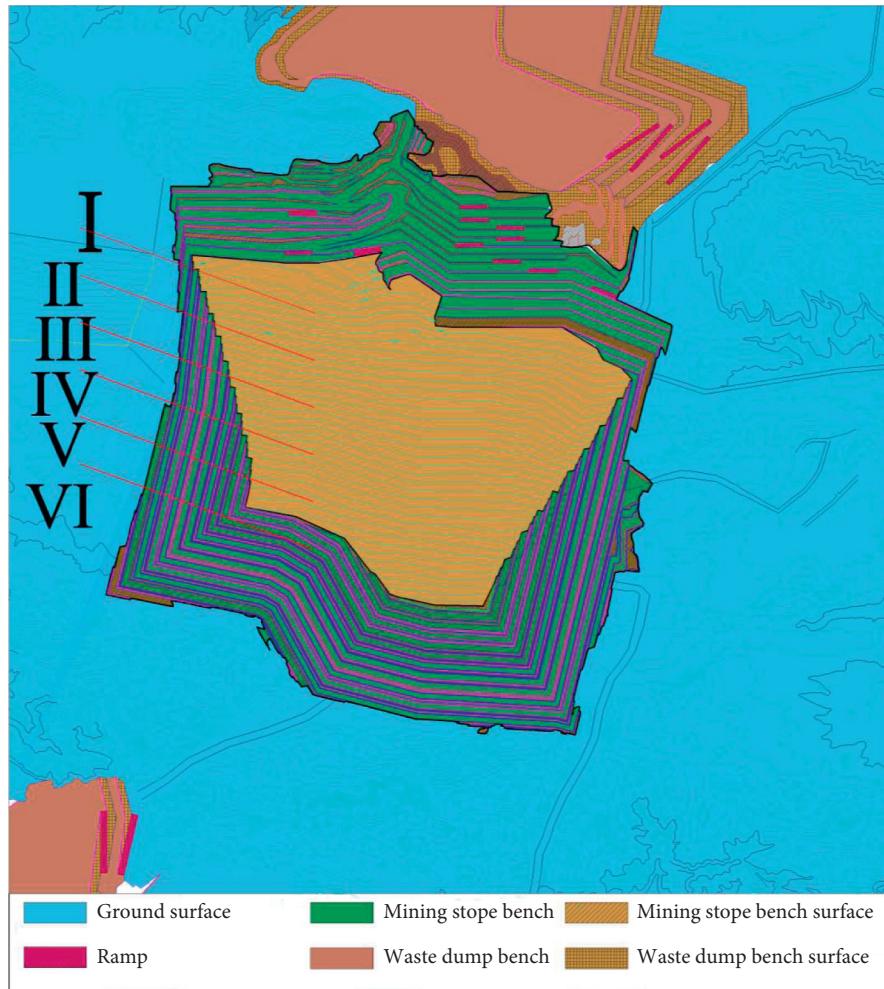 I
II
III
IV
V
VI
Ground surface
Mining stope bench
Mining stope bench surface
Ramp
Waste dump bench
Waste dump bench surface